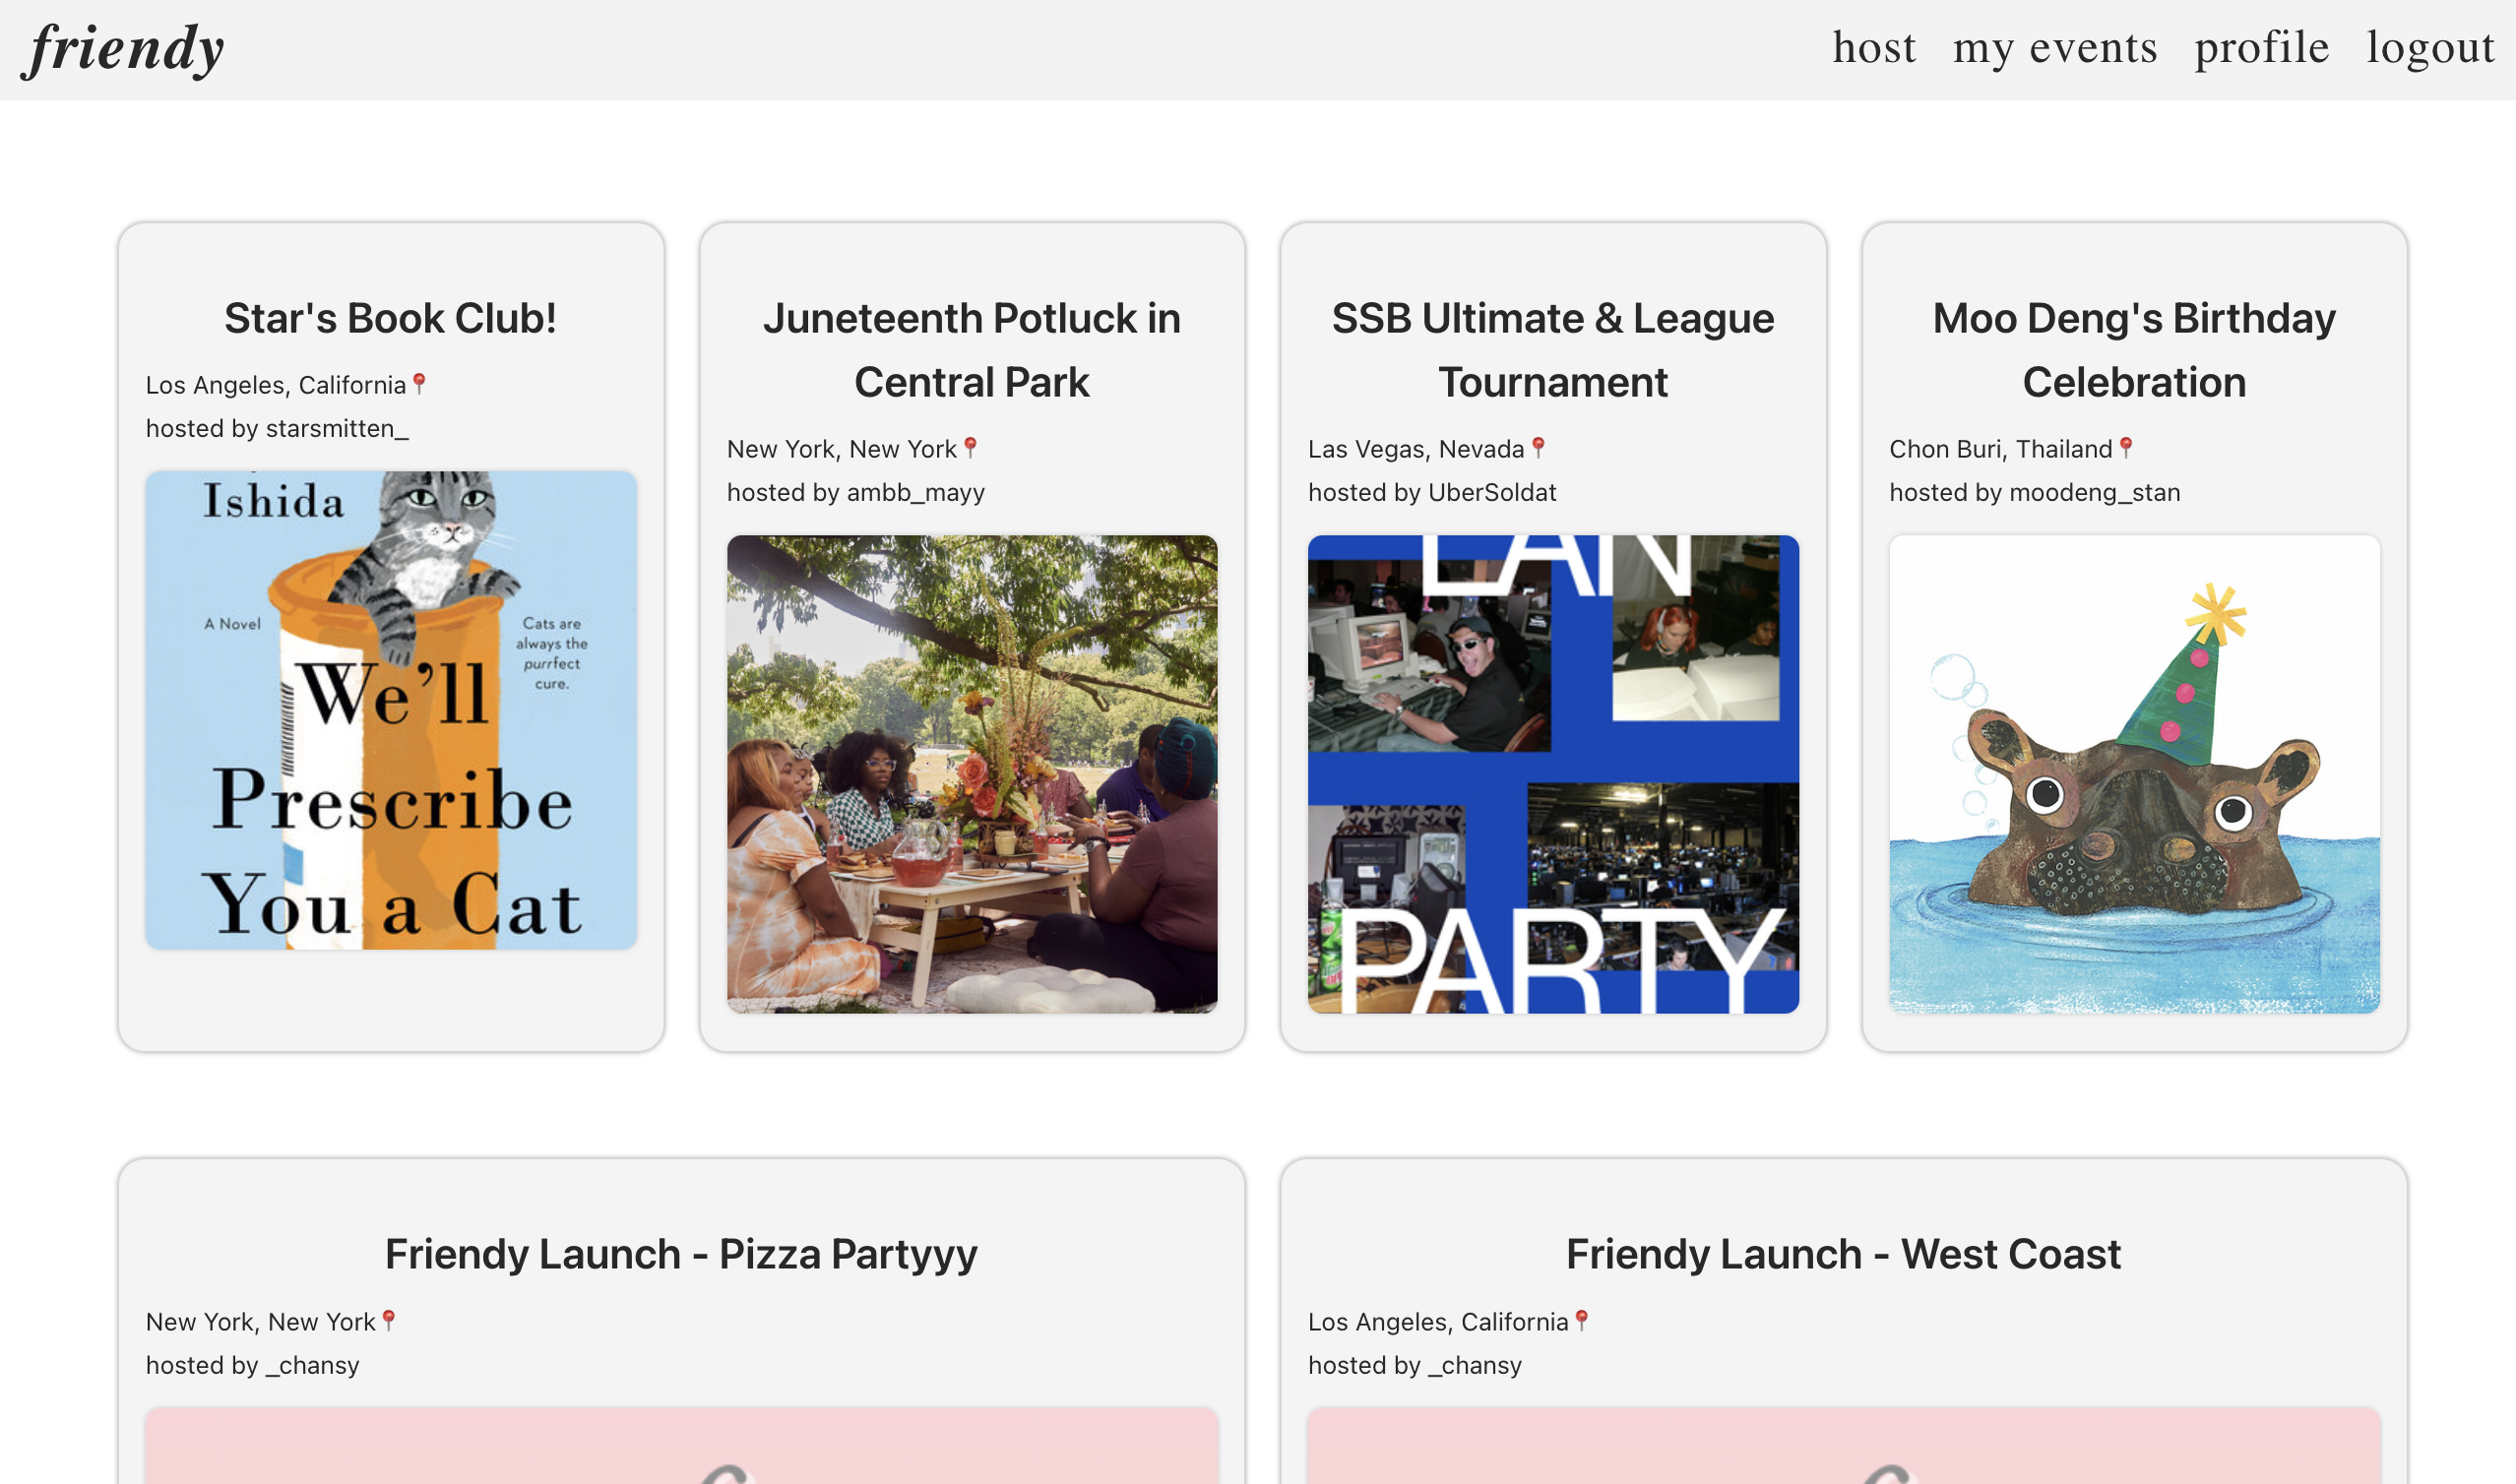 friendy
host my events profile logout
Star's Book Club!
Los Angeles, California📍
hosted by starsmitten_
Ishida
A Novel
Cats are
always the
purrfect
cure.
We'll
Prescribe
You a Cat
Juneteenth Potluck in
Central Park
New York, New York📍
hosted by ambb_mayy
SSB Ultimate & League
Tournament
Las Vegas, Nevada📍
hosted by UberSoldat
LAN
PARTY
Moo Deng's Birthday
Celebration
Chon Buri, Thailand📍
hosted by moodeng_stan
Friendy Launch - Pizza Partyyy
New York, New York📍
hosted by _chansy
Friendy Launch - West Coast
Los Angeles, California📍
hosted by _chansy